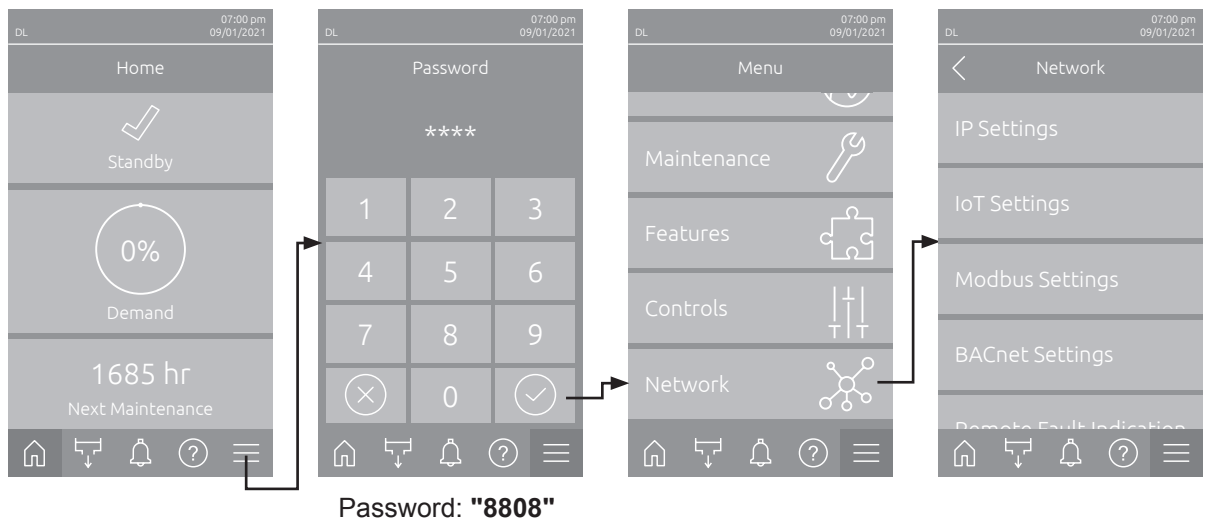 07:00 pm
DL 09/01/2021
Home
Standby
0%
Demand
1685 hr
Next Maintenance
?
07:00 pm
DL 09/01/2021
Password
****
1 2 3
4 5 6
7 8 9
0
?
Password: "8808"
07:00 pm
DL 09/01/2021
Menu
Maintenance
Features
Controls
Network
?
07:00 pm
DL 09/01/2021
Network
IP Settings
IoT Settings
Modbus Settings
BACnet Settings
Remote Fault Indication
?